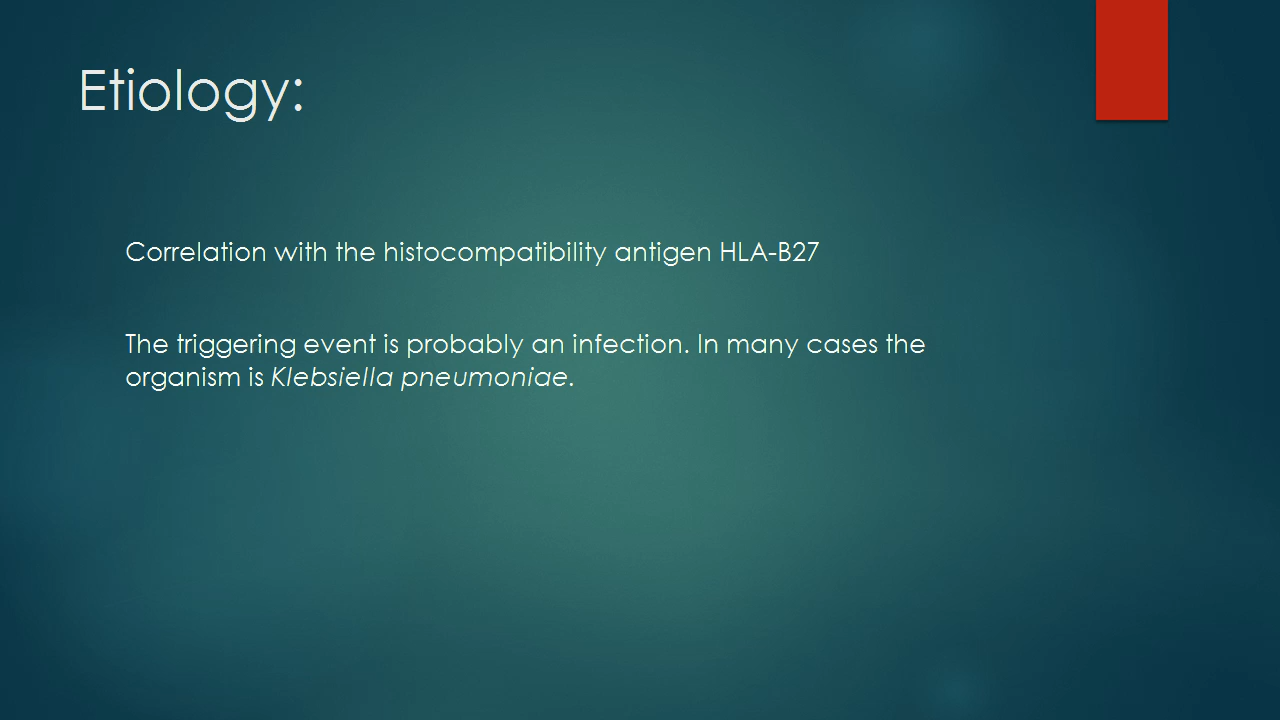 Etiology:
Correlation with the histocompatibility antigen HLA-B27
The triggering event is probably an infection. In many cases the
organism is Klebsiella pneumoniae.